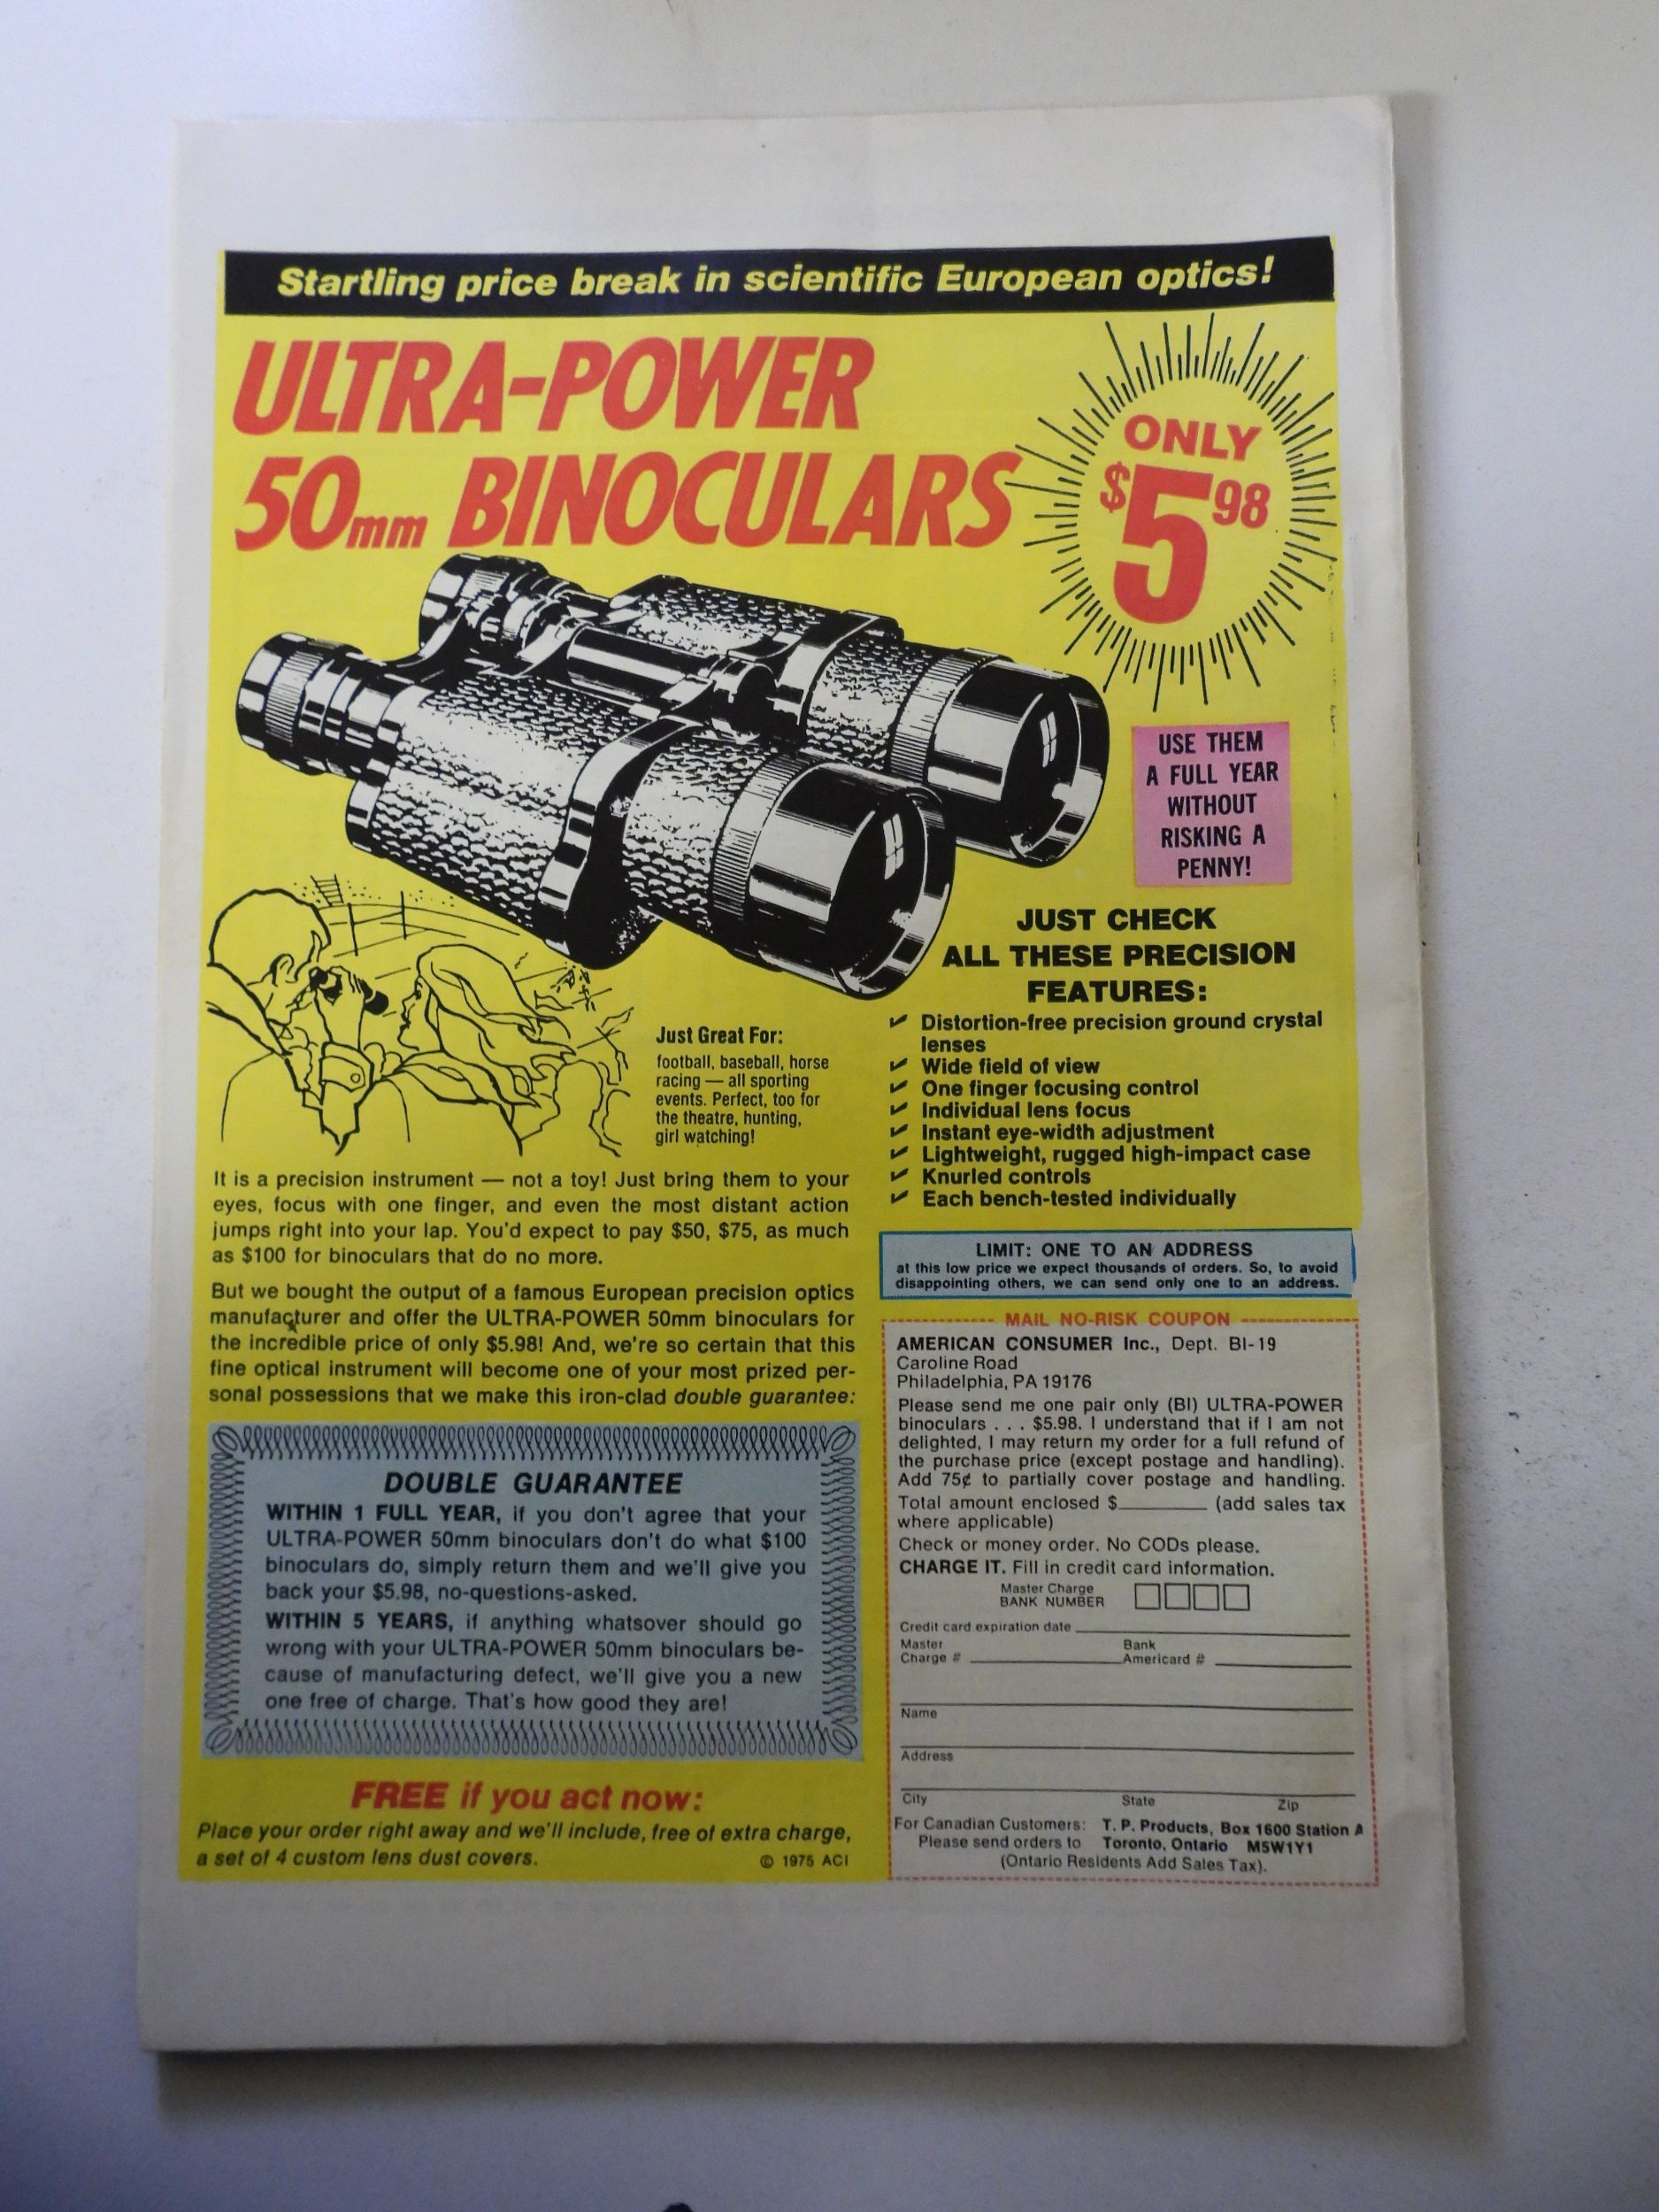 Startling price break in scientific European optics!
ULTRA-POWER
50mm BINOCULARS
ONLY
$5 98
USE THEM
A FULL YEAR
WITHOUT
RISKING A
PENNY!
JUST CHECK
ALL THESE PRECISION
FEATURES:
✔ Distortion-free precision ground crystal
lenses
✔ Wide field of view
✔ One finger focusing control
✔ Individual lens focus
✔ Instant eye-width adjustment
✔ Lightweight, rugged high-impact case
✔ Knurled controls
✔ Each bench-tested individually
Just Great For:
football, baseball, horse
racing — all sporting
events. Perfect, too for
the theatre, hunting,
girl watching!
It is a precision instrument — not a toy! Just bring them to your
eyes, focus with one finger, and even the most distant action
jumps right into your lap. You'd expect to pay $50, $75, as much
as $100 for binoculars that do no more.
But we bought the output of a famous European precision optics
manufacturer and offer the ULTRA-POWER 50mm binoculars for
the incredible price of only $5.98! And, we're so certain that this
fine optical instrument will become one of your most prized per-
sonal possessions that we make this iron-clad double guarantee:
DOUBLE GUARANTEE
WITHIN 1 FULL YEAR, if you don't agree that your
ULTRA-POWER 50mm binoculars don't do what $100
binoculars do, simply return them and we'll give you
back your $5.98, no-questions-asked.
WITHIN 5 YEARS, if anything whatsover should go
wrong with your ULTRA-POWER 50mm binoculars be-
cause of manufacturing defect, we'll give you a new
one free of charge. That's how good they are!
FREE if you act now:
Place your order right away and we'll include, free of extra charge,
a set of 4 custom lens dust covers.
© 1975 ACI
LIMIT: ONE TO AN ADDRESS
at this low price we expect thousands of orders. So, to avoid
disappointing others, we can send only one to an address.
MAIL NO-RISK COUPON
AMERICAN CONSUMER Inc., Dept. BI-19
Caroline Road
Philadelphia, PA 19176
Please send me one pair only (BI) ULTRA-POWER
binoculars . . . $5.98. I understand that if I am not
delighted, I may return my order for a full refund of
the purchase price (except postage and handling).
Add 75¢ to partially cover postage and handling.
Total amount enclosed $________ (add sales tax
where applicable)
Check or money order. No CODs please.
CHARGE IT. Fill in credit card information.
Master Charge
BANK NUMBER
Credit card expiration date
Master Charge #
Bank Americard #
Name
Address
City State Zip
For Canadian Customers: T. P. Products, Box 1600 Station A
Please send orders to Toronto, Ontario M5W1Y1
(Ontario Residents Add Sales Tax).